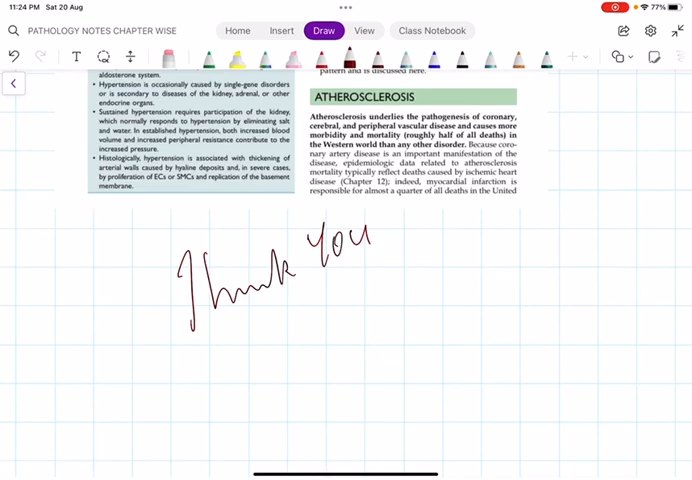 11:24 PM Sat 20 Aug
77%
PATHOLOGY NOTES CHAPTER WISE
Home Insert Draw View Class Notebook
T
aldosterone system.
• Hypertension is occasionally caused by single-gene disorders
or is secondary to diseases of the kidney, adrenal, or other
endocrine organs.
• Sustained hypertension requires participation of the kidney,
which normally responds to hypertension by eliminating salt
and water. In established hypertension, both increased blood
volume and increased peripheral resistance contribute to the
increased pressure.
• Histologically, hypertension is associated with thickening of
arterial walls caused by hyaline deposits and, in severe cases,
by proliferation of ECs or SMCs and replication of the basement
membrane.
pattern and is discussed here.
ATHEROSCLEROSIS
Atherosclerosis underlies the pathogenesis of coronary,
cerebral, and peripheral vascular disease and causes more
morbidity and mortality (roughly half of all deaths) in
the Western world than any other disorder. Because coro-
nary artery disease is an important manifestation of the
disease, epidemiologic data related to atherosclerosis
mortality typically reflect deaths caused by ischemic heart
disease (Chapter 12); indeed, myocardial infarction is
responsible for almost a quarter of all deaths in the United
Thank You